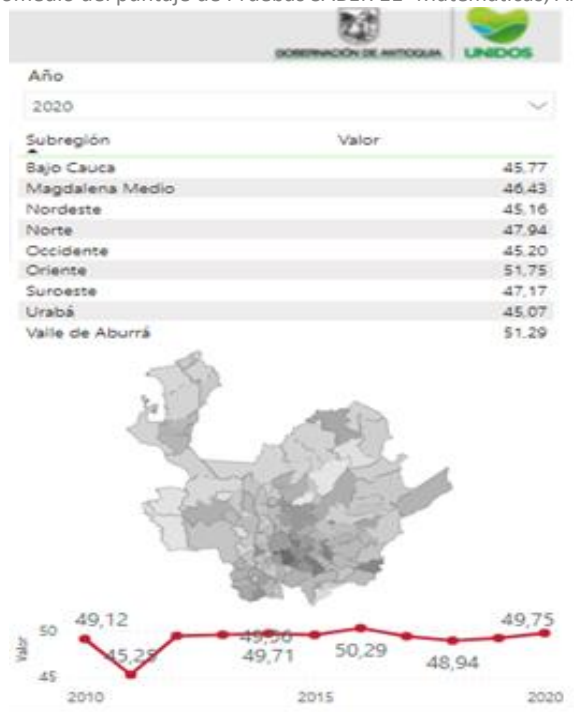 GOBERNACIÓN DE ANTIOQUIA
UNIDOS
Año
2020
Subregión Valor
Bajo Cauca 45,77
Magdalena Medio 46,43
Nordeste 45,16
Norte 47,94
Occidente 45,20
Oriente 51,75
Suroeste 47,17
Urabá 45,07
Valle de Aburrá 51,29
49,12
49,75
50
45,25
49,71
50,29
48,94
Valor
45
2010 2015 2020